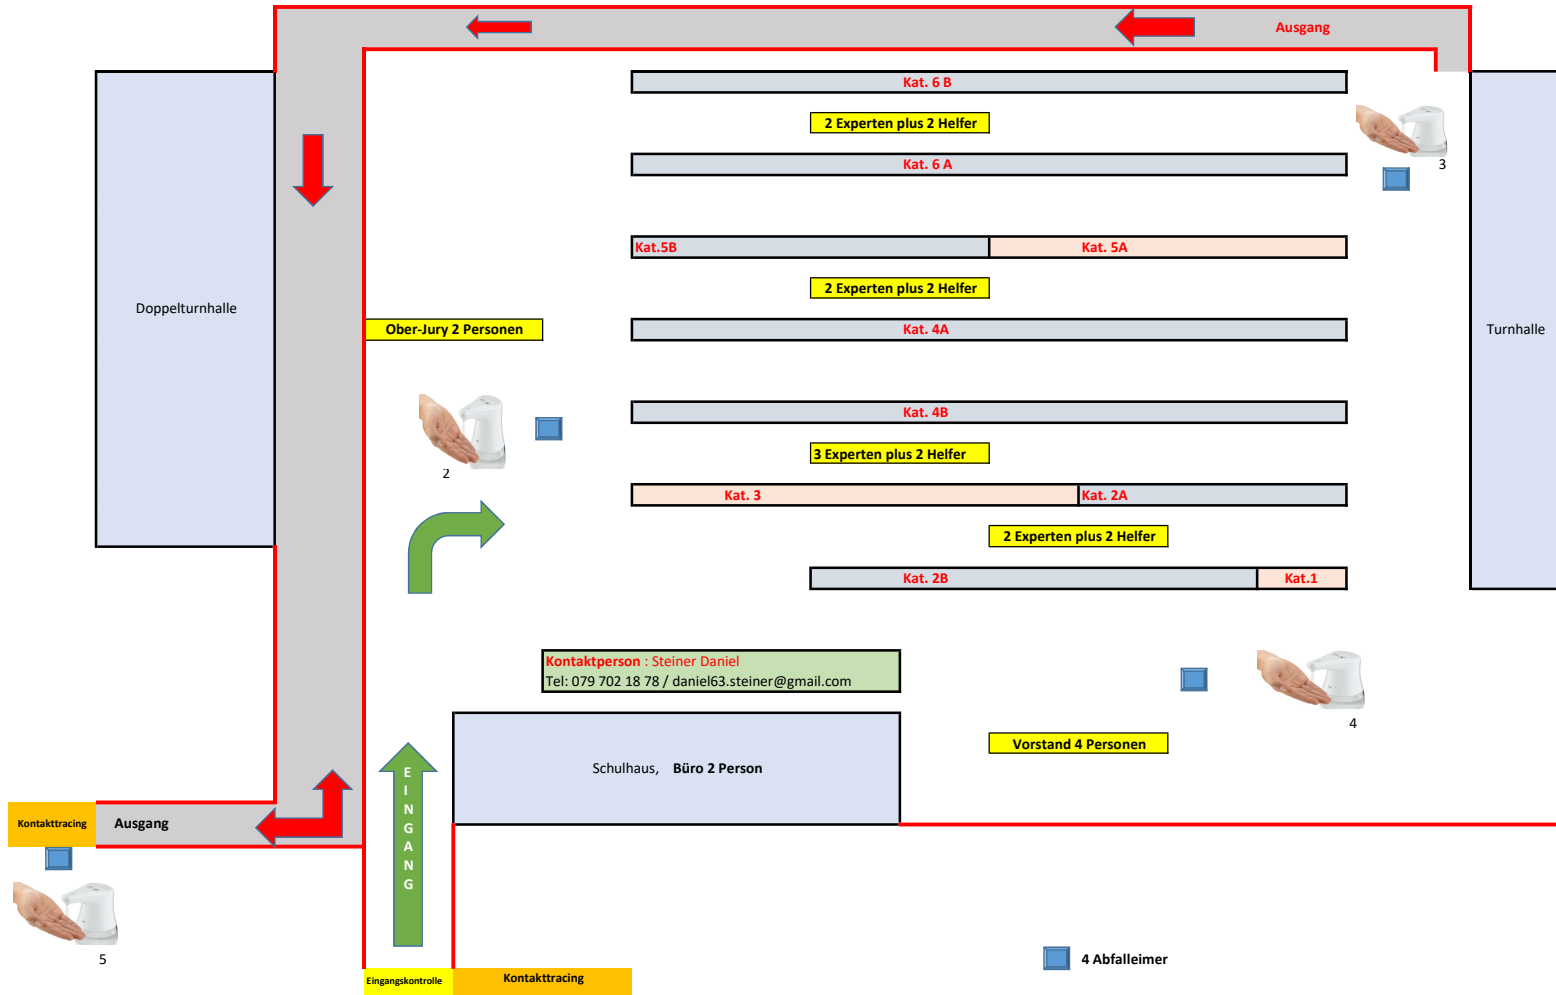 Ausgang
Kat. 6 B
2 Experten plus 2 Helfer
Kat. 6 A
3
Kat.5B
Kat. 5A
2 Experten plus 2 Helfer
Doppelturnhalle
Ober-Jury 2 Personen
Kat. 4A
Turnhalle
Kat. 4B
3 Experten plus 2 Helfer
2
Kat. 3
Kat. 2A
2 Experten plus 2 Helfer
Kat. 2B
Kat.1
Kontaktperson : Steiner Daniel
Tel: 079 702 18 78 / daniel63.steiner@gmail.com
4
Vorstand 4 Personen
Schulhaus, Büro 2 Person
EINGANG
Kontakttracing
Ausgang
5
4 Abfalleimer
Eingangskontrolle
Kontakttracing